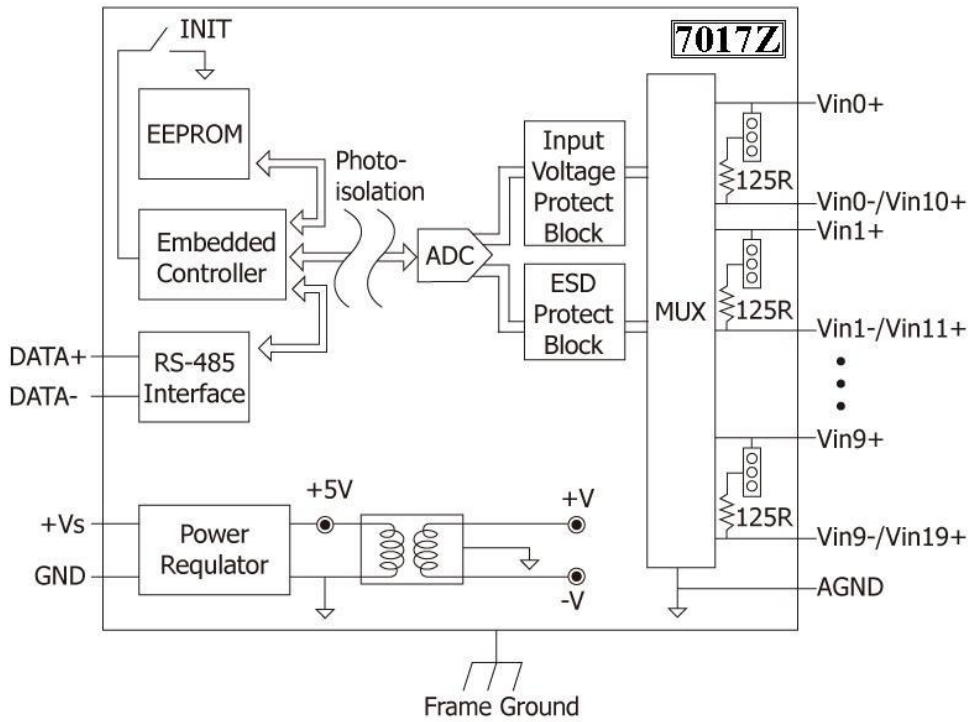 INIT
7017Z
EEPROM
Photo-
isolation
Input
Voltage
Protect
Block
Vin0+
125R
Vin0-/Vin10+
Vin1+
Embedded
Controller
ADC
ESD
Protect
Block
MUX
125R
Vin1-/Vin11+
DATA+
DATA-
RS-485
Interface
Vin9+
+5V
+V
125R
Vin9-/Vin19+
+Vs
GND
Power
Requlator
-V
AGND
Frame Ground